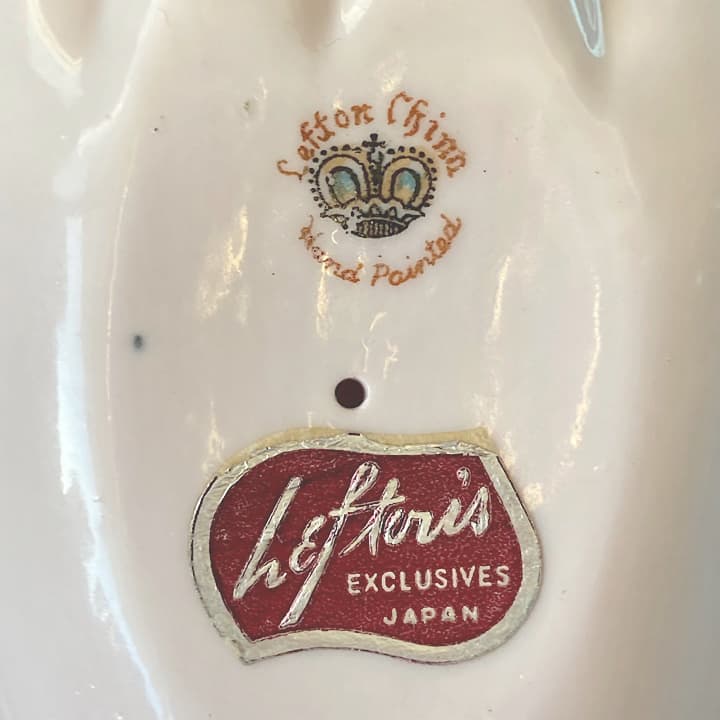 Lefton China
Hand Painted
Lefton's
EXCLUSIVES
JAPAN